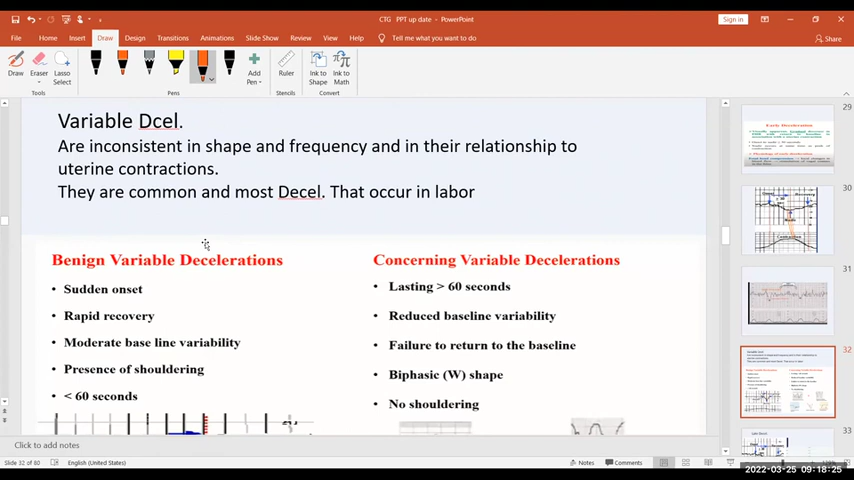 CTG PPT up date - PowerPoint
Sign in
File Home Insert Draw Design Transitions Animations Slide Show Review View Help Tell me what you want to do Share
Draw Eraser Lasso Select Add Pen Ruler Ink to Shape Ink to Math
Tools Pens Stencils Convert
Variable Dcel.
Are inconsistent in shape and frequency and in their relationship to
uterine contractions.
They are common and most Decel. That occur in labor
Benign Variable Decelerations
• Sudden onset
• Rapid recovery
• Moderate base line variability
• Presence of shouldering
• < 60 seconds
Concerning Variable Decelerations
• Lasting > 60 seconds
• Reduced baseline variability
• Failure to return to the baseline
• Biphasic (W) shape
• No shouldering
29
Early Deceleration
30
Recovery
Contraction
31
32
33
Click to add notes
Slide 32 of 80 English (United States) Notes Comments
2022-03-25 09:18:25